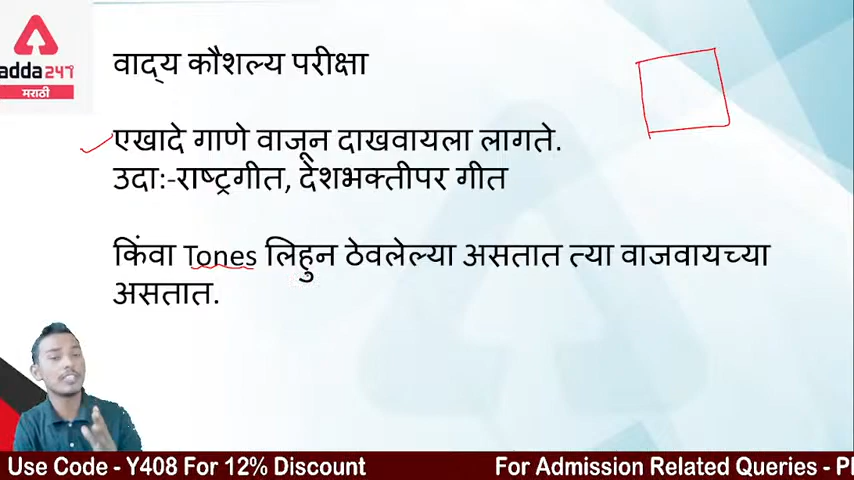 adda247
मराठी
वाद्य कौशल्य परीक्षा
एखादे गाणे वाजून दाखवायला लागते.
उदाः-राष्ट्रगीत, देशभक्तीपर गीत
किंवा Tones लिहुन ठेवलेल्या असतात त्या वाजवायच्या
असतात.
Use Code - Y408 For 12% Discount
For Admission Related Queries - P